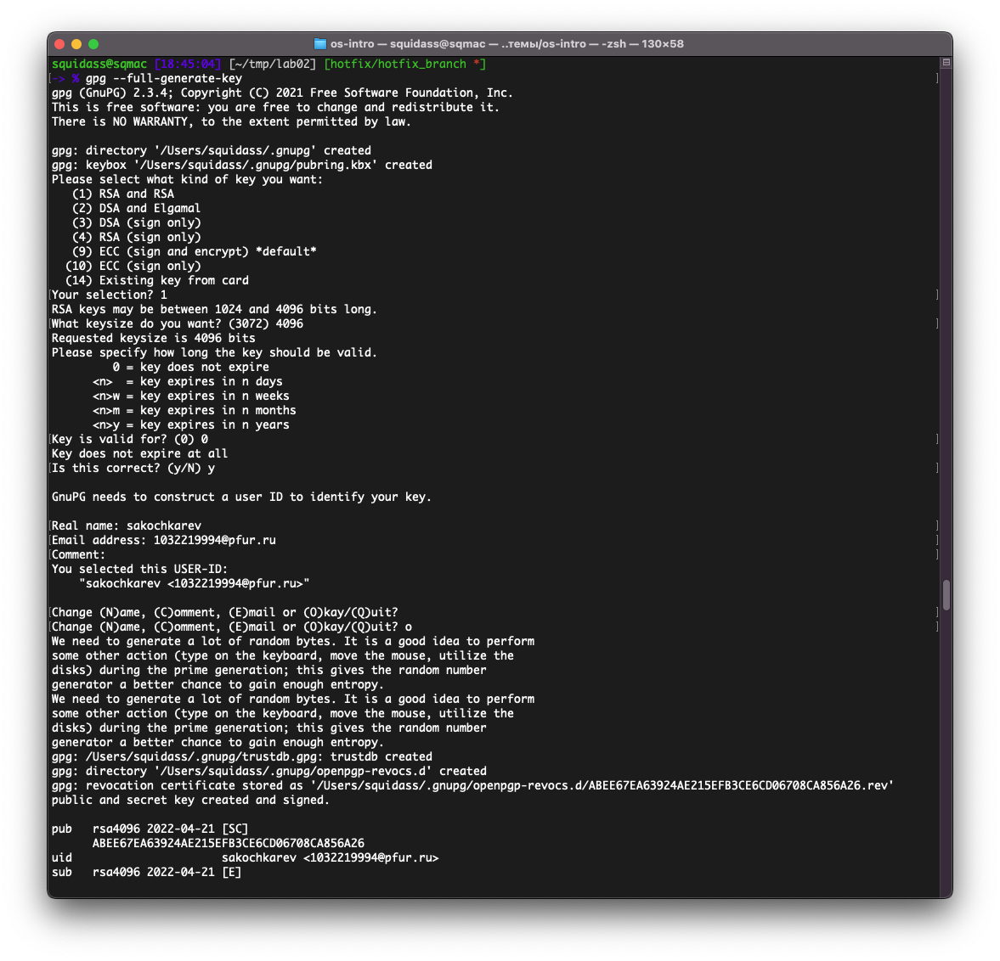 os-intro — squidass@sqmac — ..темы/os-intro — -zsh — 130×58
squidass@sqmac [18:45:04] [~/tmp/lab02] [hotfix/hotfix_branch *]
[-> % gpg --full-generate-key ]
gpg (GnuPG) 2.3.4; Copyright (C) 2021 Free Software Foundation, Inc.
This is free software: you are free to change and redistribute it.
There is NO WARRANTY, to the extent permitted by law.
gpg: directory '/Users/squidass/.gnupg' created
gpg: keybox '/Users/squidass/.gnupg/pubring.kbx' created
Please select what kind of key you want:
(1) RSA and RSA
(2) DSA and Elgamal
(3) DSA (sign only)
(4) RSA (sign only)
(9) ECC (sign and encrypt) *default*
(10) ECC (sign only)
(14) Existing key from card
[Your selection? 1 ]
RSA keys may be between 1024 and 4096 bits long.
[What keysize do you want? (3072) 4096 ]
Requested keysize is 4096 bits
Please specify how long the key should be valid.
0 = key does not expire
<n>  = key expires in n days
<n>w = key expires in n weeks
<n>m = key expires in n months
<n>y = key expires in n years
[Key is valid for? (0) 0 ]
Key does not expire at all
[Is this correct? (y/N) y ]
GnuPG needs to construct a user ID to identify your key.
[Real name: sakochkarev ]
[Email address: 1032219994@pfur.ru ]
[Comment: ]
You selected this USER-ID:
"sakochkarev <1032219994@pfur.ru>"
[Change (N)ame, (C)omment, (E)mail or (O)kay/(Q)uit? ]
[Change (N)ame, (C)omment, (E)mail or (O)kay/(Q)uit? o ]
We need to generate a lot of random bytes. It is a good idea to perform
some other action (type on the keyboard, move the mouse, utilize the
disks) during the prime generation; this gives the random number
generator a better chance to gain enough entropy.
We need to generate a lot of random bytes. It is a good idea to perform
some other action (type on the keyboard, move the mouse, utilize the
disks) during the prime generation; this gives the random number
generator a better chance to gain enough entropy.
gpg: /Users/squidass/.gnupg/trustdb.gpg: trustdb created
gpg: directory '/Users/squidass/.gnupg/openpgp-revocs.d' created
gpg: revocation certificate stored as '/Users/squidass/.gnupg/openpgp-revocs.d/ABEE67EA63924AE215EFB3CE6CD06708CA856A26.rev'
public and secret key created and signed.
pub   rsa4096 2022-04-21 [SC]
ABEE67EA63924AE215EFB3CE6CD06708CA856A26
uid                      sakochkarev <1032219994@pfur.ru>
sub   rsa4096 2022-04-21 [E]